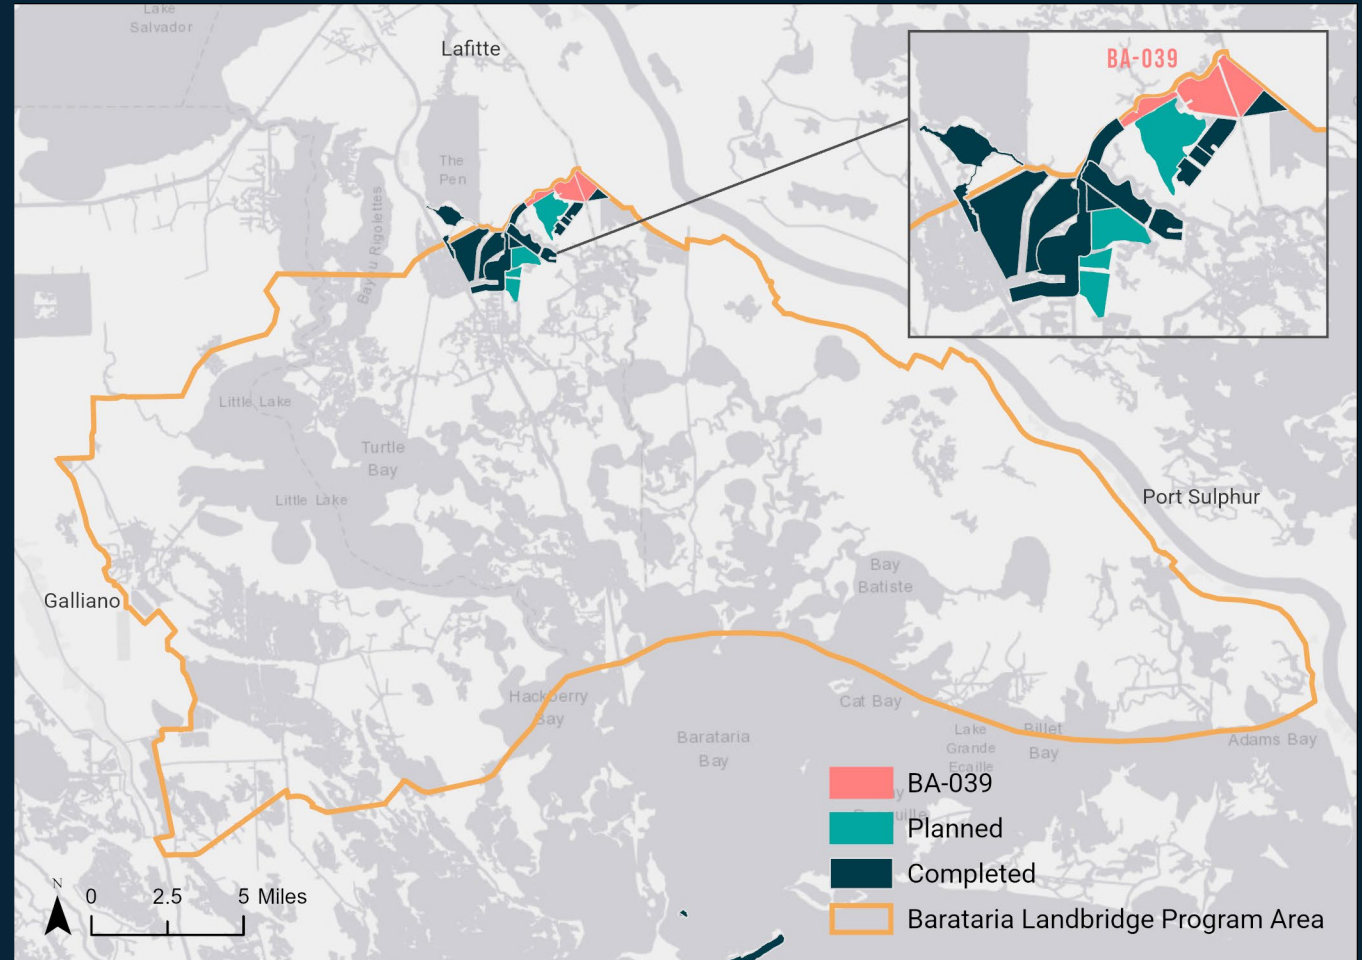 Lake
Salvador
Lafitte
BA-039
The
Pen
Bayou Rigolettes
Little Lake
Turtle
Bay
Little Lake
Port Sulphur
Bay
Batiste
Galliano
Hackberry
Bay
Cat Bay
Barataria
Bay
Lake
Grande
Ecaille
Billet
Bay
Adams Bay
BA-039
Planned
Completed
Barataria Landbridge Program Area
N
0 2.5 5 Miles